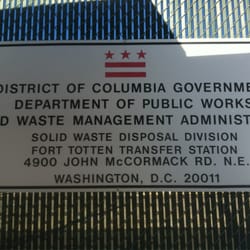 DISTRICT OF COLUMBIA GOVERNME
DEPARTMENT OF PUBLIC WORKS
D WASTE MANAGEMENT ADMINIST
SOLID WASTE DISPOSAL DIVISION
FORT TOTTEN TRANSFER STATION
4900 JOHN McCORMACK RD. N.E.
WASHINGTON, D.C. 20011